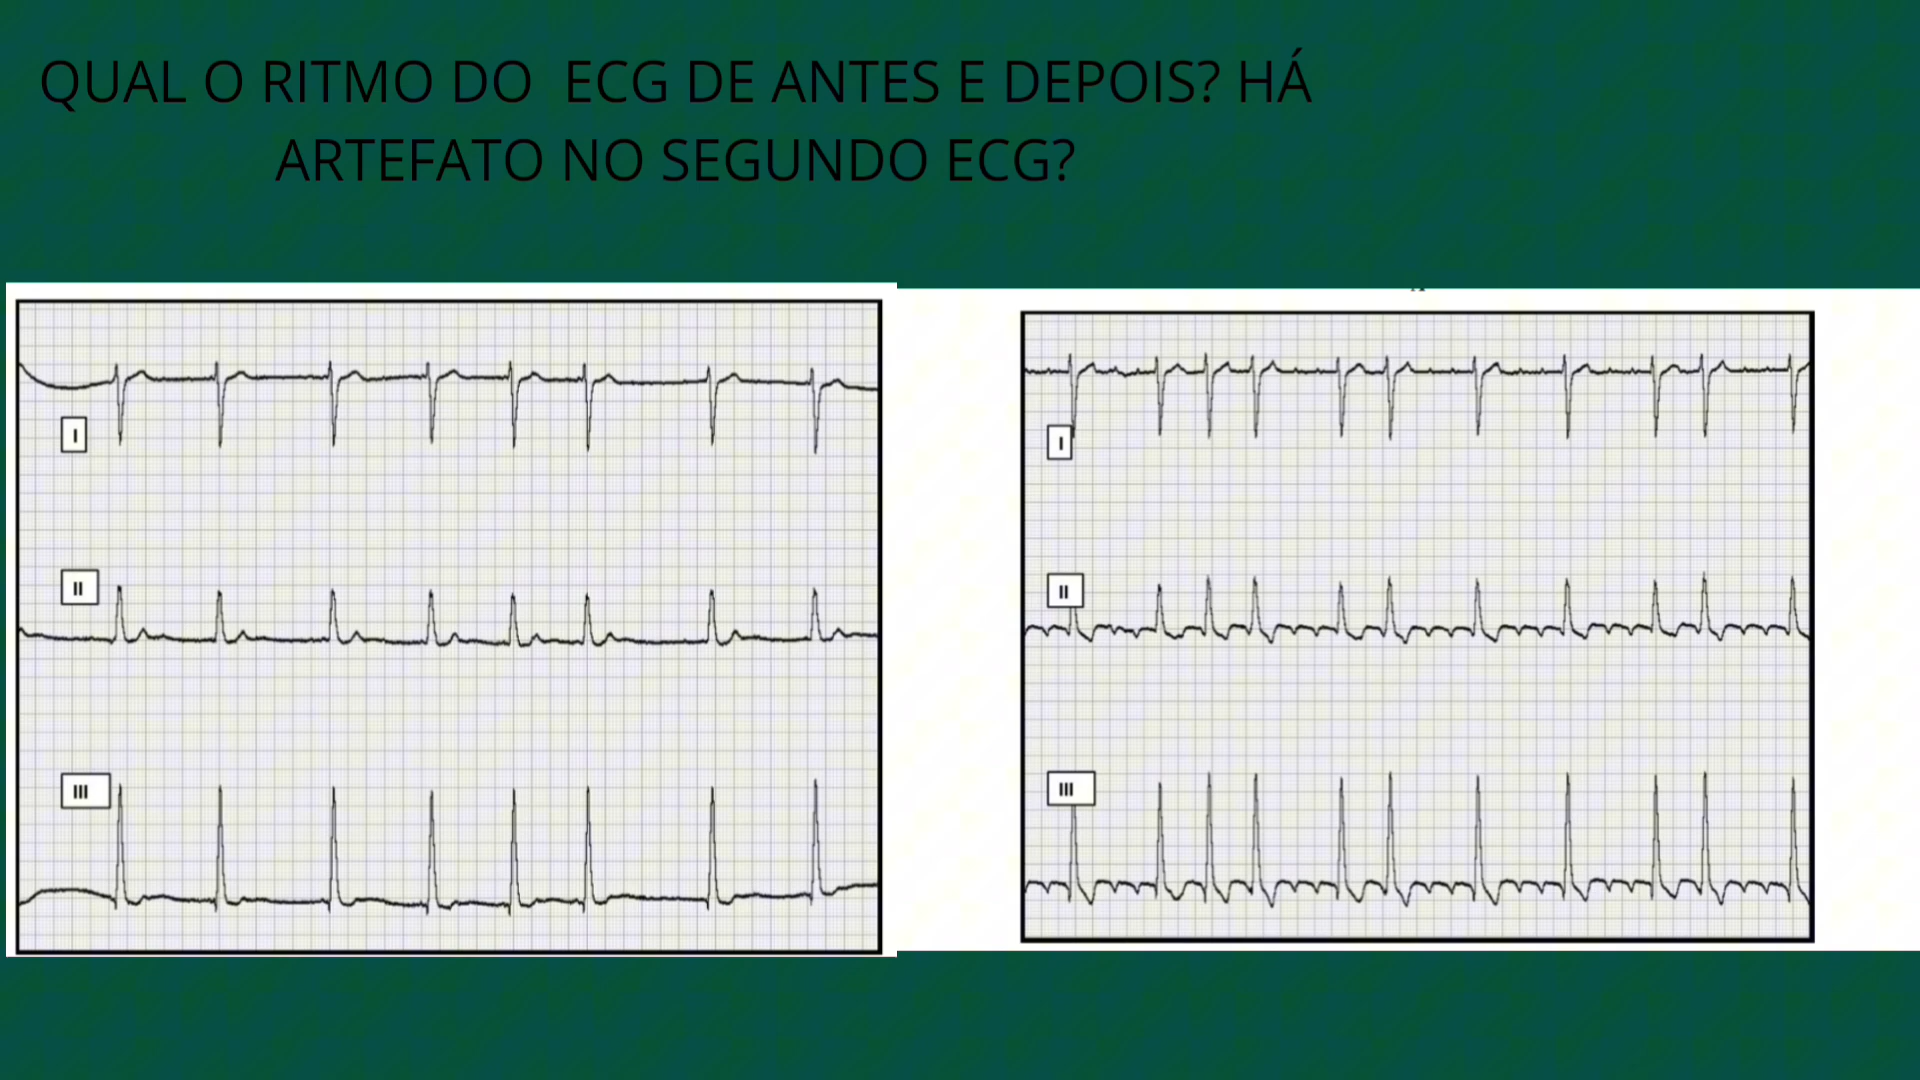 QUAL O RITMO DO ECG DE ANTES E DEPOIS? HÁ
ARTEFATO NO SEGUNDO ECG?
I
II
III
I
II
III